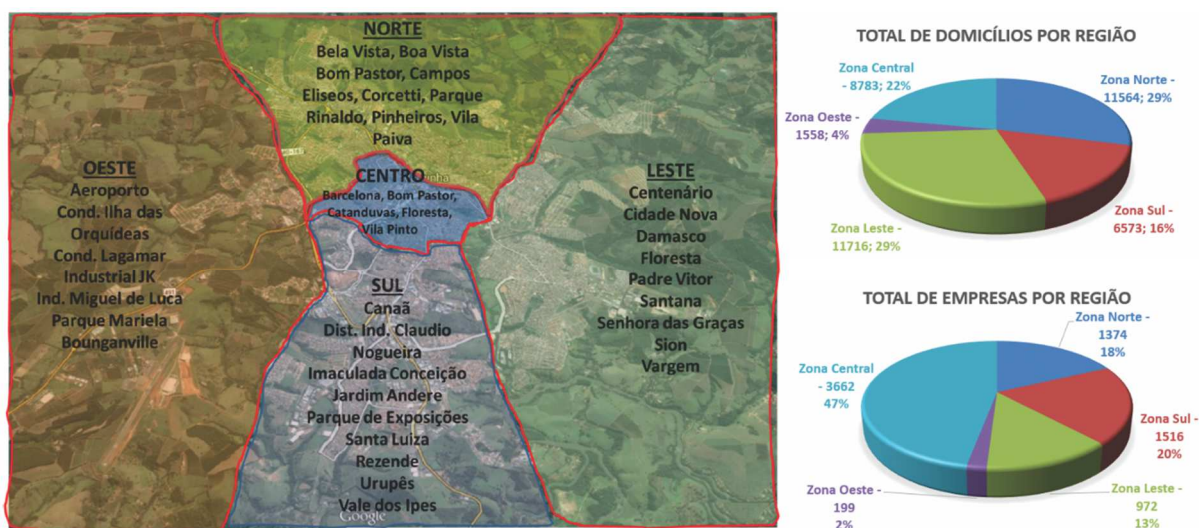 NORTE
Bela Vista, Boa Vista
Bom Pastor, Campos
Eliseos, Corcetti, Parque
Rinaldo, Pinheiros, Vila
Paiva
OESTE
Aeroporto
Cond. Ilha das
Orquídeas
Cond. Lagamar
Industrial JK
Ind. Miguel de Luca
Parque Mariela
Bounganville
CENTRO
Barcelona, Bom Pastor,
Catanduvas, Floresta,
Vila Pinto
SUL
Canaã
Dist. Ind. Claudio
Nogueira
Imaculada Conceição
Jardim Andere
Parque de Exposições
Santa Luiza
Rezende
Urupês
Vale dos Ipes
Google
LESTE
Centenário
Cidade Nova
Damasco
Floresta
Padre Vitor
Santana
Senhora das Graças
Sion
Vargem
TOTAL DE DOMICÍLIOS POR REGIÃO
Zona Central
- 8783; 22%
Zona Norte -
11564; 29%
Zona Oeste -
1558; 4%
Zona Sul -
6573; 16%
Zona Leste -
11716; 29%
TOTAL DE EMPRESAS POR REGIÃO
Zona Norte -
1374
18%
Zona Central
- 3662
47%
Zona Sul -
1516
20%
Zona Oeste -
199
2%
Zona Leste -
972
13%